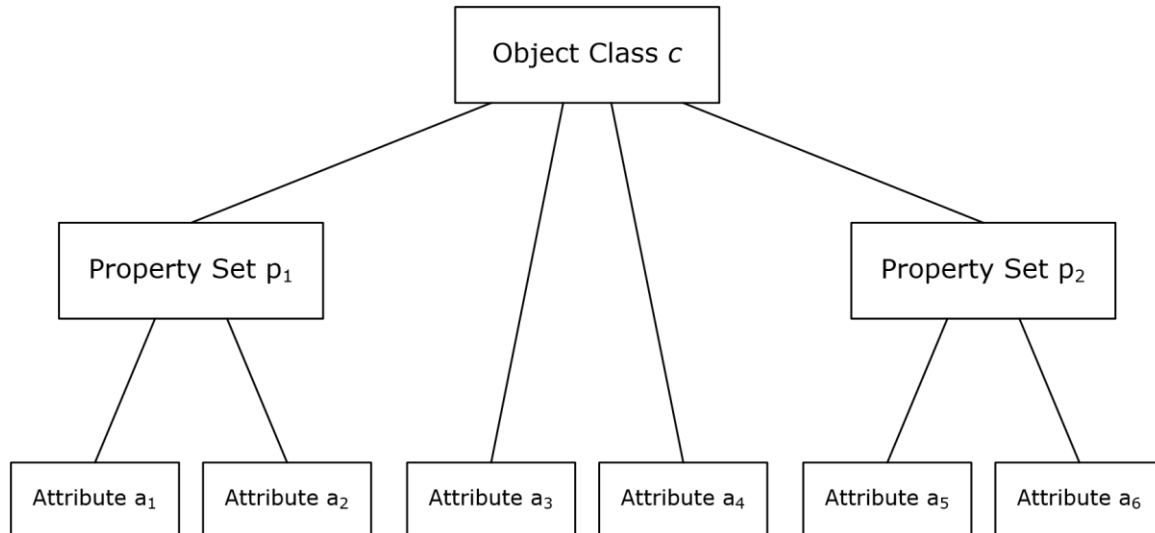 Object Class c
Property Set p₁
Property Set p₂
Attribute a₁
Attribute a₂
Attribute a₃
Attribute a₄
Attribute a₅
Attribute a₆